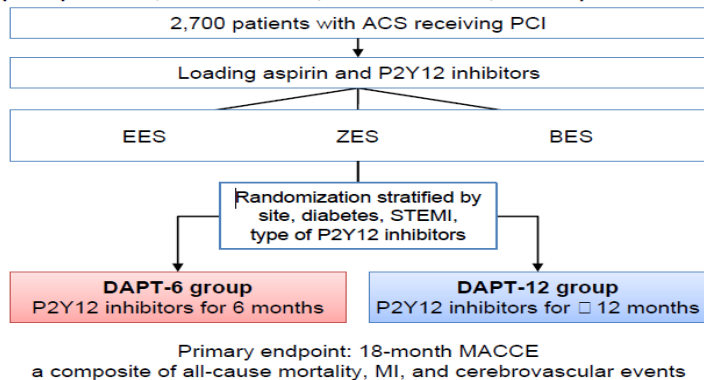 2,700 patients with ACS receiving PCI
Loading aspirin and P2Y12 inhibitors
EES ZES BES
Randomization stratified by
site, diabetes, STEMI,
type of P2Y12 inhibitors
DAPT-6 group
P2Y12 inhibitors for 6 months
DAPT-12 group
P2Y12 inhibitors for □ 12 months
Primary endpoint: 18-month MACCE
a composite of all-cause mortality, MI, and cerebrovascular events